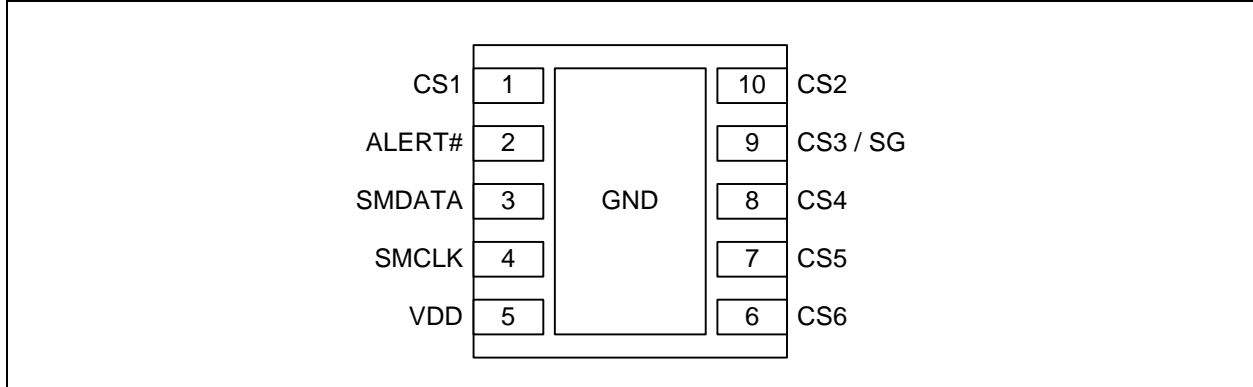 CS1 1 10 CS2
ALERT# 2 9 CS3 / SG
SMDATA 3 GND 8 CS4
SMCLK 4 7 CS5
VDD 5 6 CS6